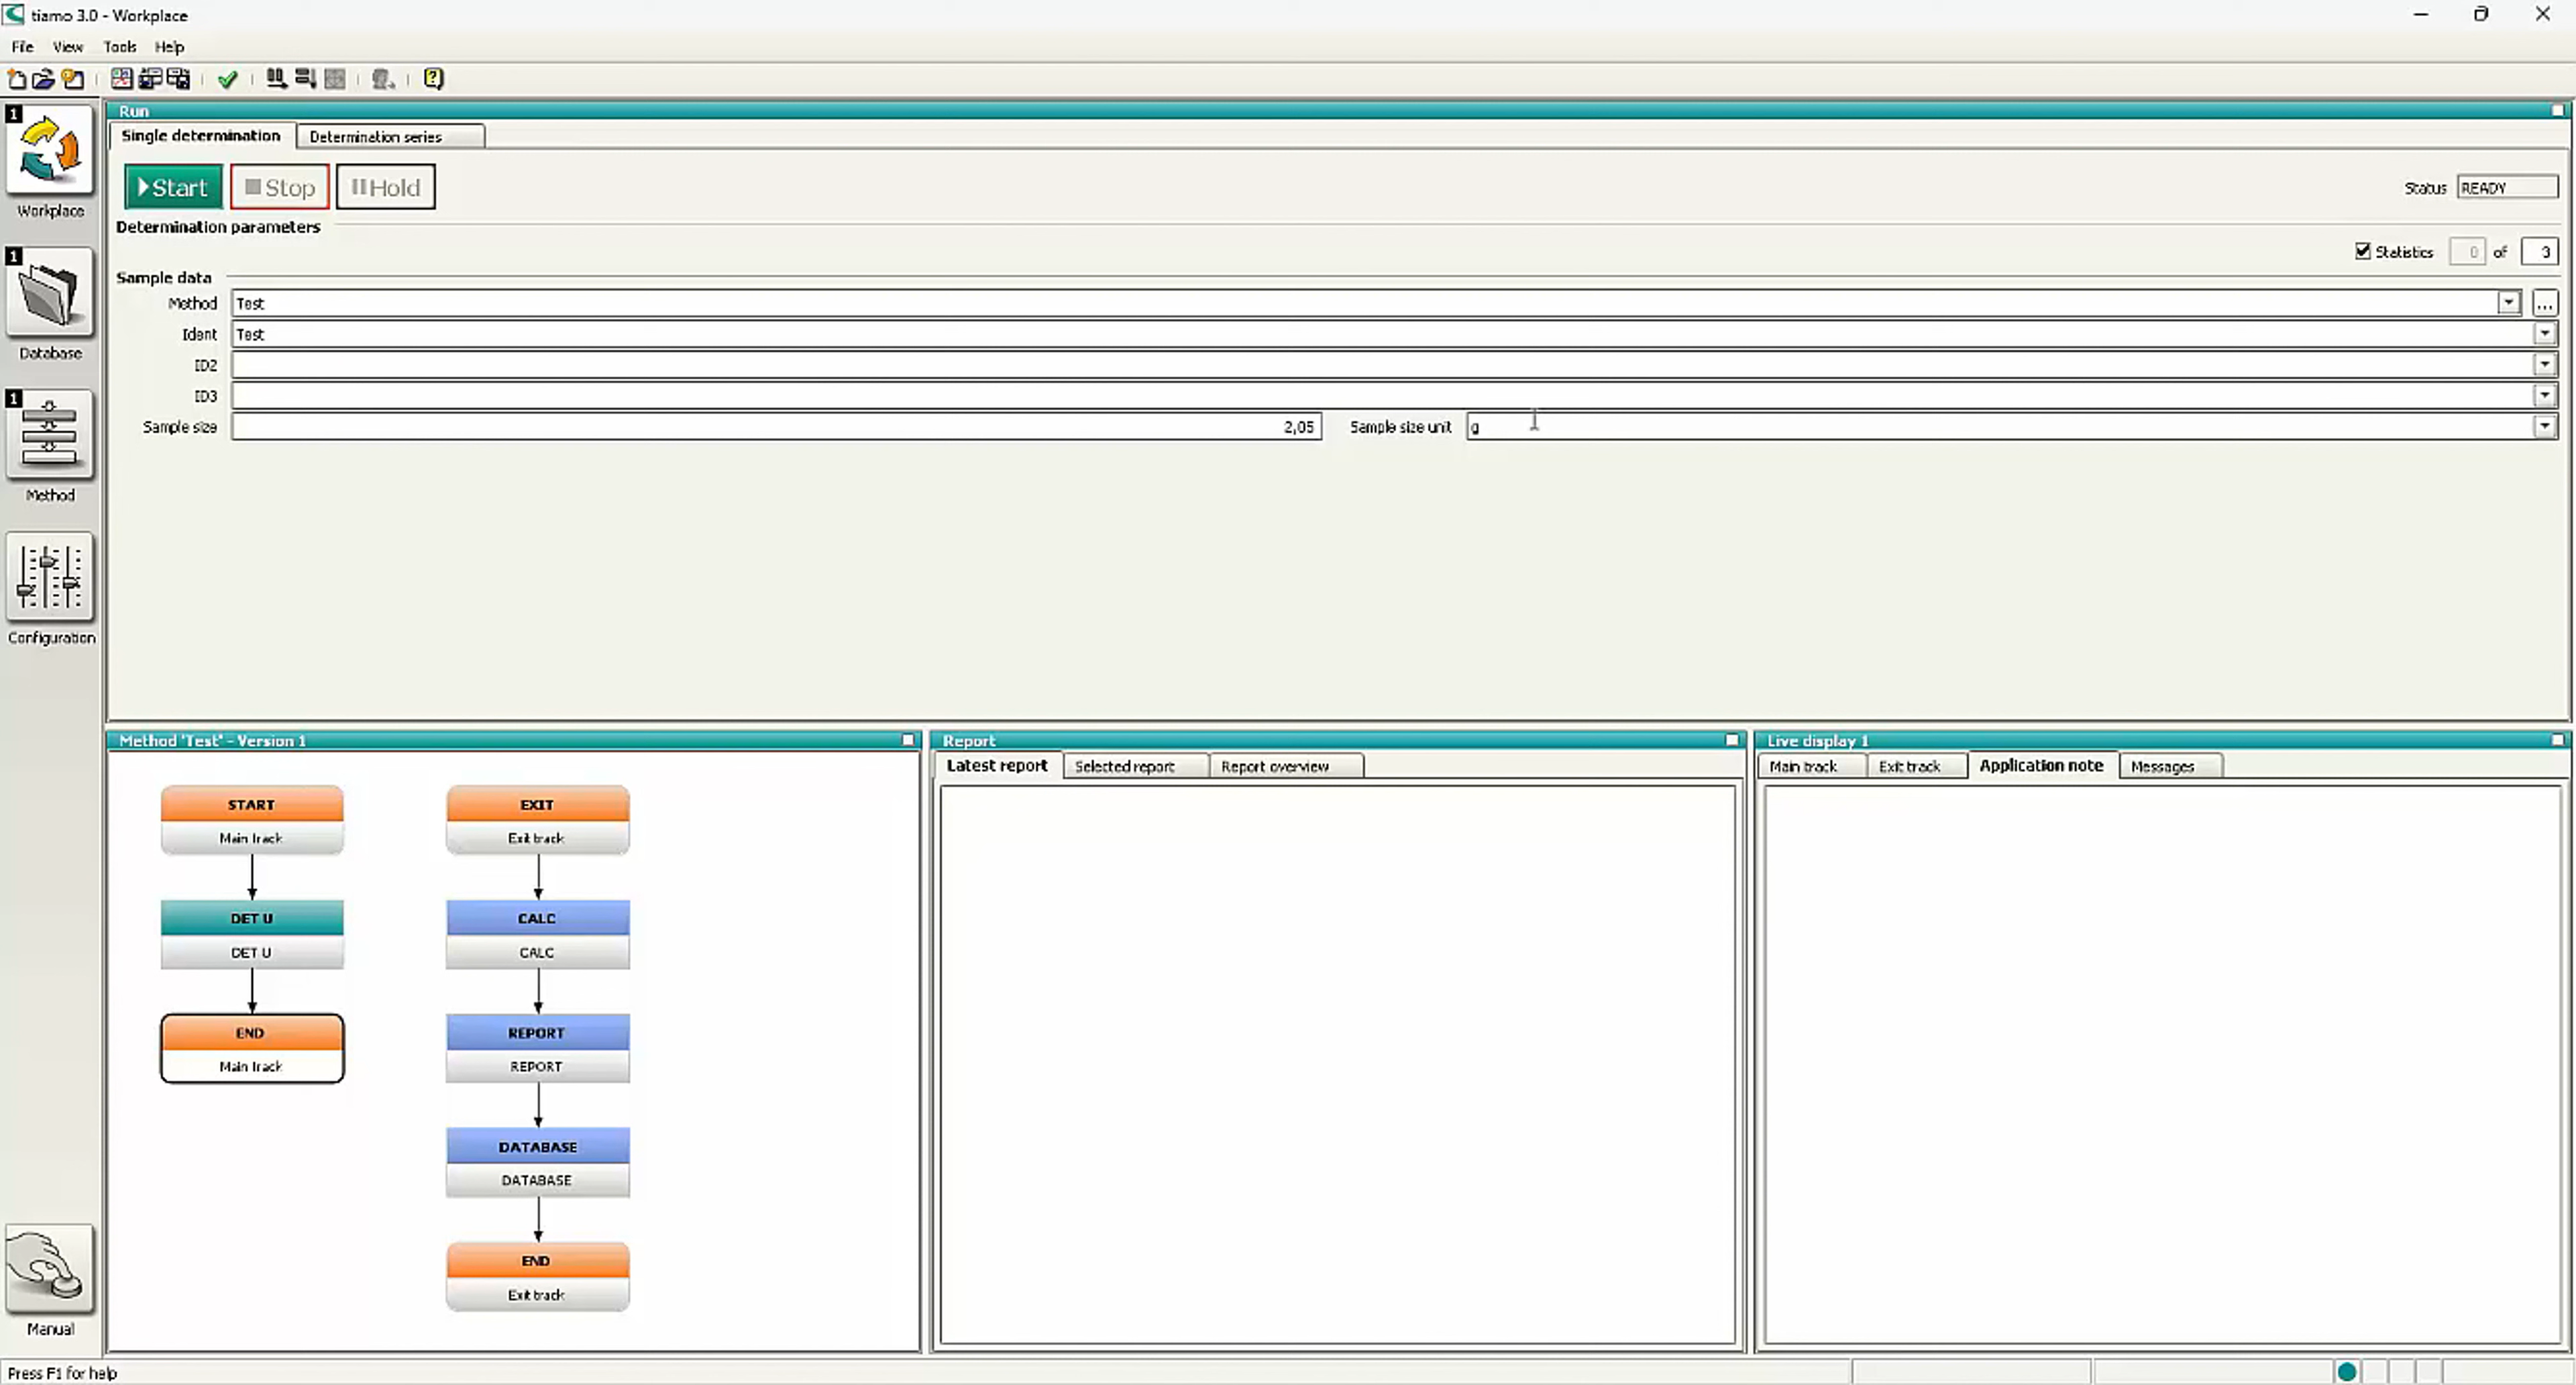 tiamo 3.0 - Workplace
File View Tools Help
Run
Single determination Determination series
Start Stop Hold Status READY
Determination parameters
Statistics 0 of 3
Sample data
Method Test ...
Ident Test
ID2
ID3
Sample size 2,05 Sample size unit g
1
Workplace
1
Database
1
Method
Configuration
Manual
Method 'Test' - Version 1
START
Main track
DET U
DET U
END
Main track
EXIT
Exit track
CALC
CALC
REPORT
REPORT
DATABASE
DATABASE
END
Exit track
Report
Latest report Selected report Report overview
Live display 1
Main track Exit track Application note Messages
Press F1 for help